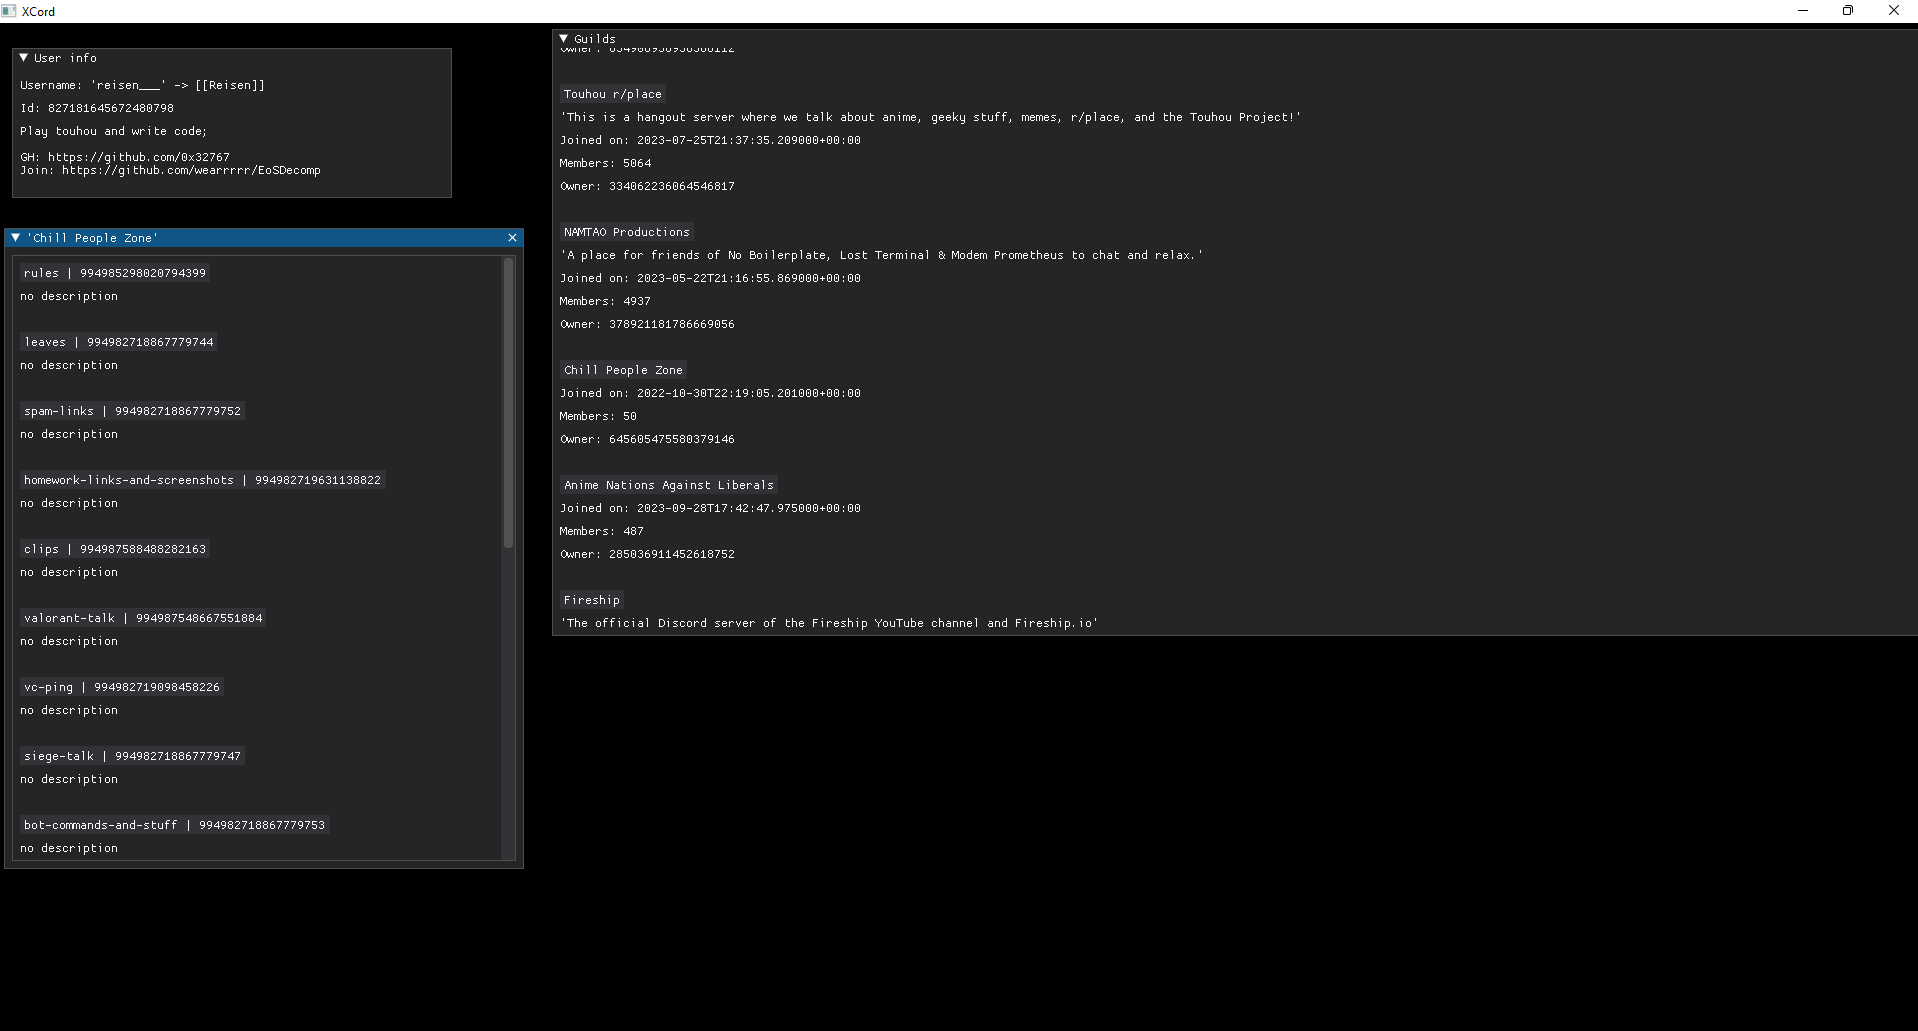 XCord
User info
Username: 'reisen___' -> [[Reisen]]
Id: 827181645672480798
Play touhou and write code;
GH: https://github.com/0x32767
Join: https://github.com/wearrrrr/EoSDecomp
'Chill People Zone'
rules | 994985298020794399
no description
leaves | 994982718867779744
no description
spam-links | 994982718867779752
no description
homework-links-and-screenshots | 994982719631138822
no description
clips | 994987588488282163
no description
valorant-talk | 994987548667551884
no description
vc-ping | 994982719098458226
no description
siege-talk | 994982718867779747
no description
bot-commands-and-stuff | 994982718867779753
no description
Guilds
Owner:
Touhou r/place
'This is a hangout server where we talk about anime, geeky stuff, memes, r/place, and the Touhou Project!'
Joined on: 2023-07-25T21:37:35.209000+00:00
Members: 5064
Owner: 334062236064546817
NAMTAO Productions
'A place for friends of No Boilerplate, Lost Terminal & Modem Prometheus to chat and relax.'
Joined on: 2023-05-22T21:16:55.869000+00:00
Members: 4937
Owner: 378921181786669056
Chill People Zone
Joined on: 2022-10-30T22:19:05.201000+00:00
Members: 50
Owner: 645605475580379146
Anime Nations Against Liberals
Joined on: 2023-09-28T17:42:47.975000+00:00
Members: 487
Owner: 285036911452618752
Fireship
'The official Discord server of the Fireship YouTube channel and Fireship.io'